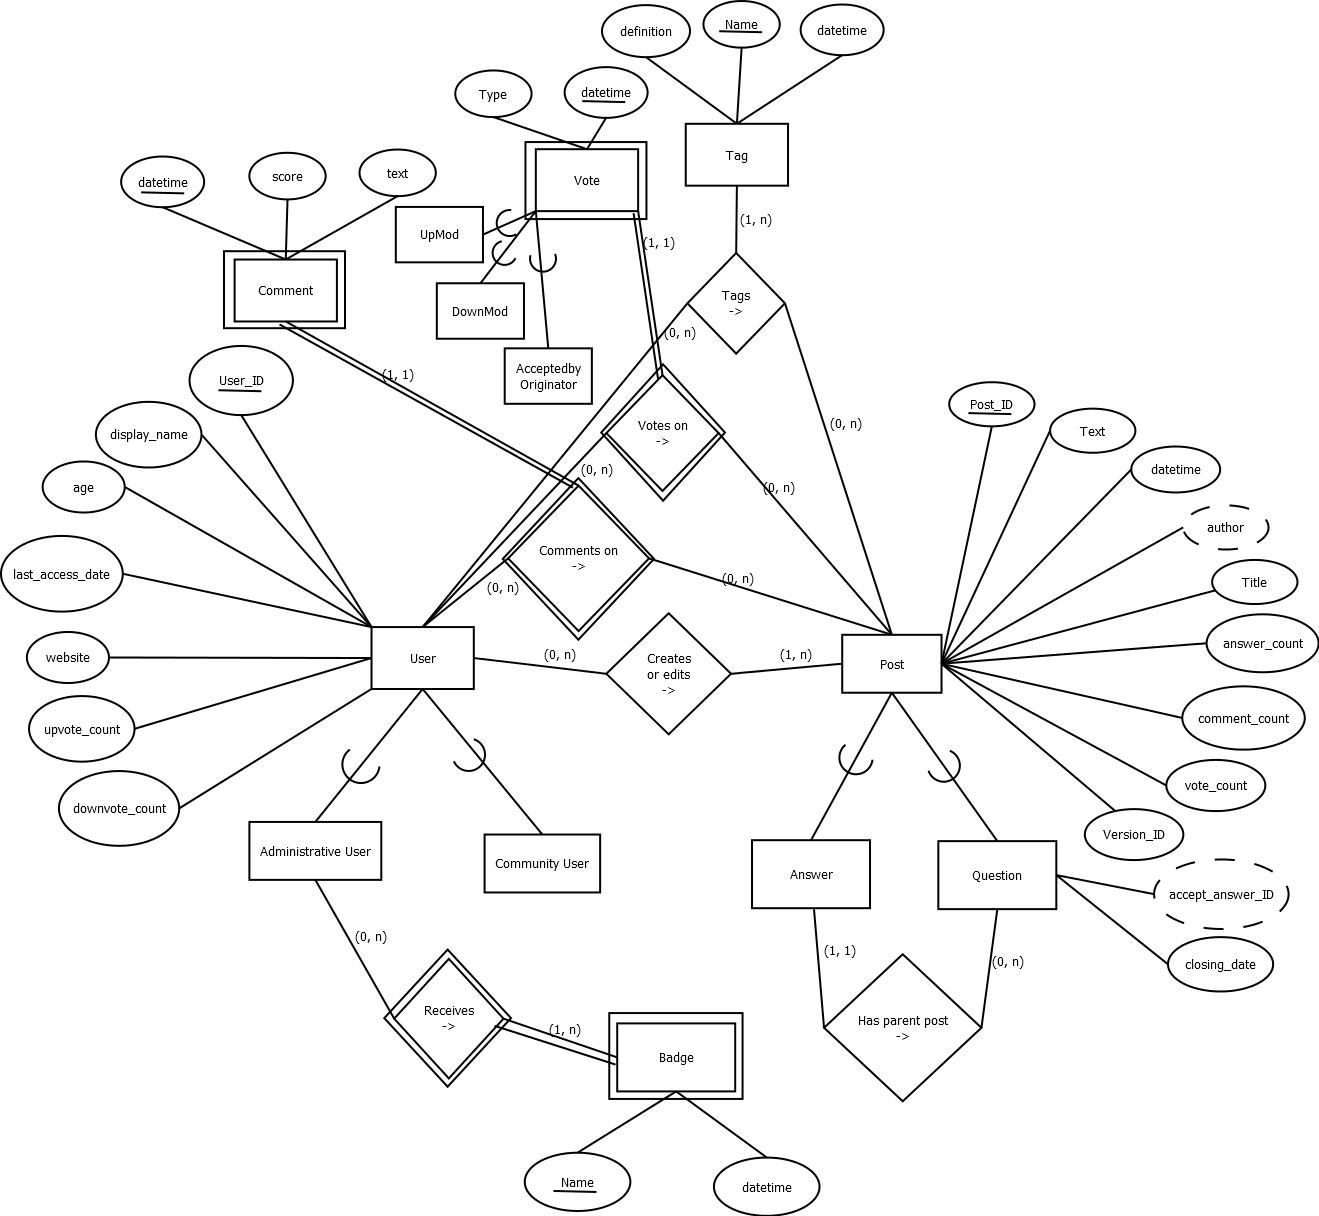 definition
Name
datetime
Type
datetime
Tag
Vote
datetime
score
text
UpMod
(1, n)
(1, 1)
Comment
DownMod
Tags
->
(0, n)
Acceptedby
Originator
(1, 1)
User_ID
Post_ID
display_name
Votes on
->
(0, n)
Text
age
(0, n)
(0, n)
datetime
last_access_date
Comments on
->
(0, n)
(0, n)
author
Title
website
User
(0, n)
Creates
or edits
->
(1, n)
Post
answer_count
upvote_count
comment_count
downvote_count
vote_count
Version_ID
Administrative User
Community User
Answer
Question
accept_answer_ID
(0, n)
(1, 1)
(0, n)
closing_date
Receives
->
(1, n)
Has parent post
->
Badge
Name
datetime